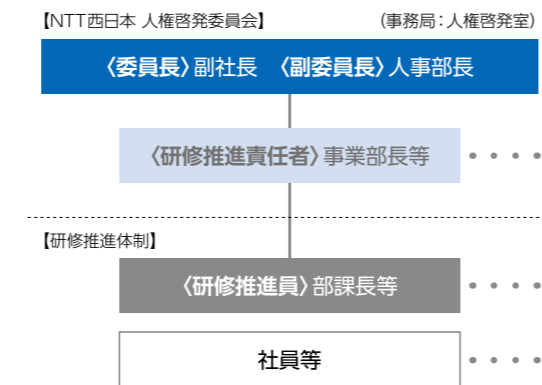 【NTT西日本 人権啓発委員会】 (事務局:人権啓発室)
〈委員長〉副社長 〈副委員長〉人事部長
〈研修推進責任者〉事業部長等
【研修推進体制】
〈研修推進員〉部課長等
社員等